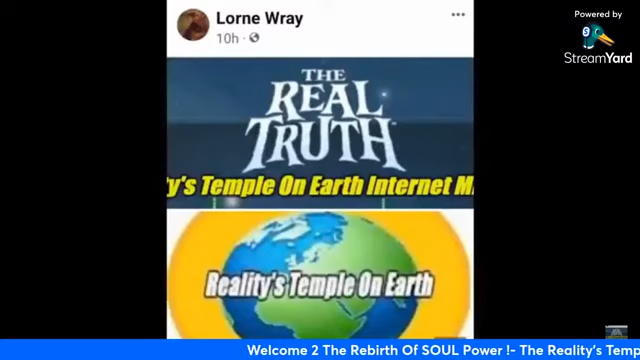 Powered by
StreamYard
Lorne Wray
10h
THE
REAL
TRUTH
y's Temple On Earth Internet M
Reality's Temple On Earth
Welcome 2 The Rebirth Of SOUL Power !- The Reality's Temp